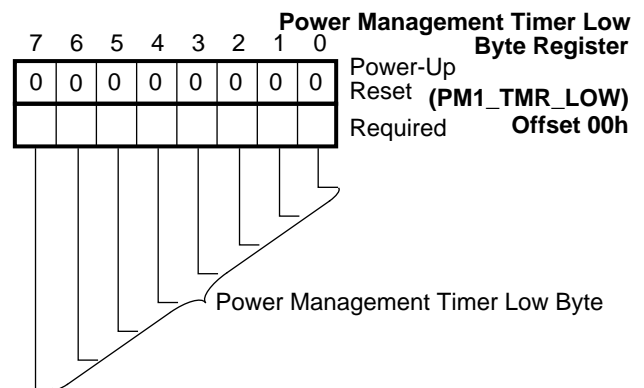 Power Management Timer Low
Byte Register
7 6 5 4 3 2 1 0
0 0 0 0 0 0 0 0
Power-Up
Reset
(PM1_TMR_LOW)
Required
Offset 00h
Power Management Timer Low Byte